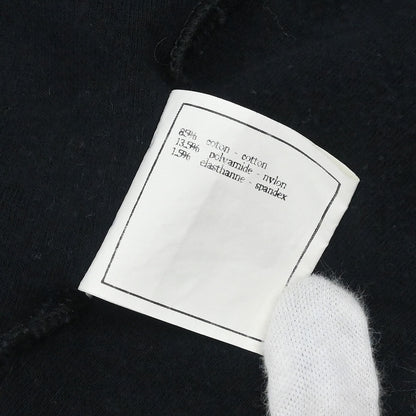 85% coton - cotton
13.5% polyamide - nylon
1.5% elasthanne - spandex